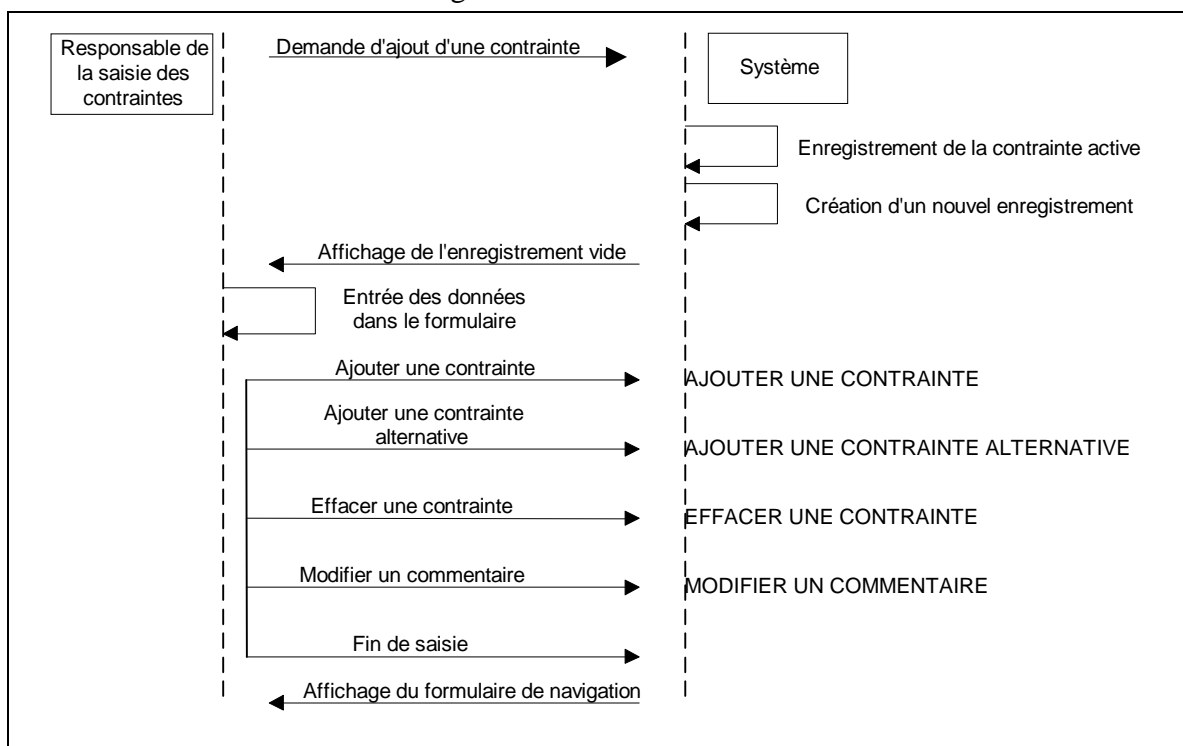 Responsable de
la saisie des
contraintes
Demande d'ajout d'une contrainte
Système
Enregistrement de la contrainte active
Création d'un nouvel enregistrement
Affichage de l'enregistrement vide
Entrée des données
dans le formulaire
Ajouter une contrainte
AJOUTER UNE CONTRAINTE
Ajouter une contrainte
alternative
AJOUTER UNE CONTRAINTE ALTERNATIVE
Effacer une contrainte
EFFACER UNE CONTRAINTE
Modifier un commentaire
MODIFIER UN COMMENTAIRE
Fin de saisie
Affichage du formulaire de navigation